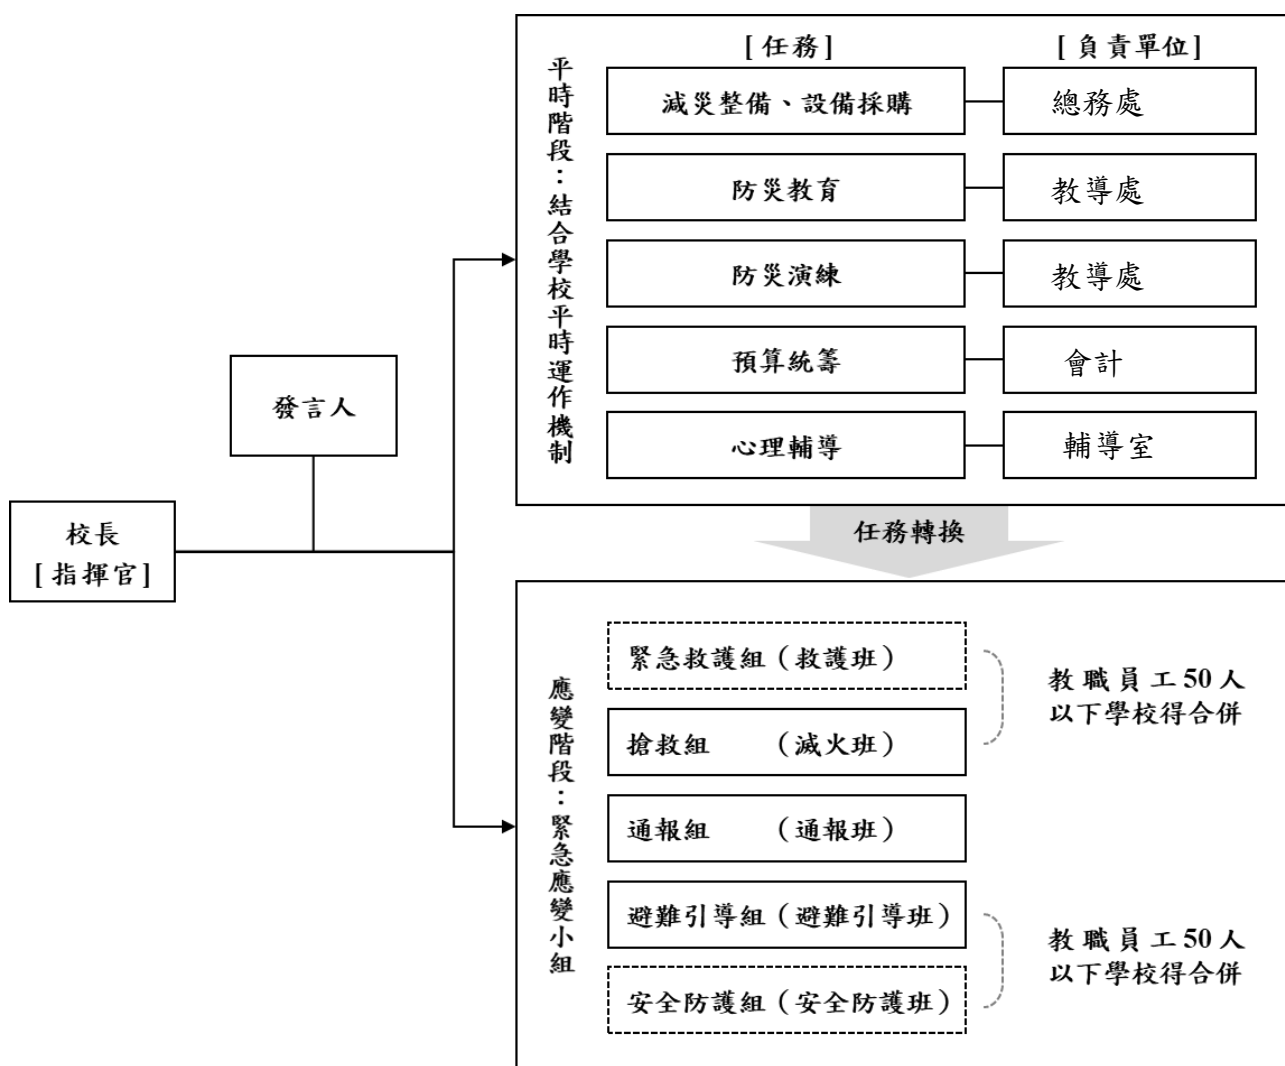 [任務]
[負責單位]
平時階段：結合學校平時運作機制
減災整備、設備採購
總務處
防災教育
教導處
防災演練
教導處
預算統籌
會計
心理輔導
輔導室
發言人
校長
[指揮官]
任務轉換
應變階段：緊急應變小組
緊急救護組（救護班）
搶救組（滅火班）
教職員工50人
以下學校得合併
通報組（通報班）
避難引導組（避難引導班）
安全防護組（安全防護班）
教職員工50人
以下學校得合併